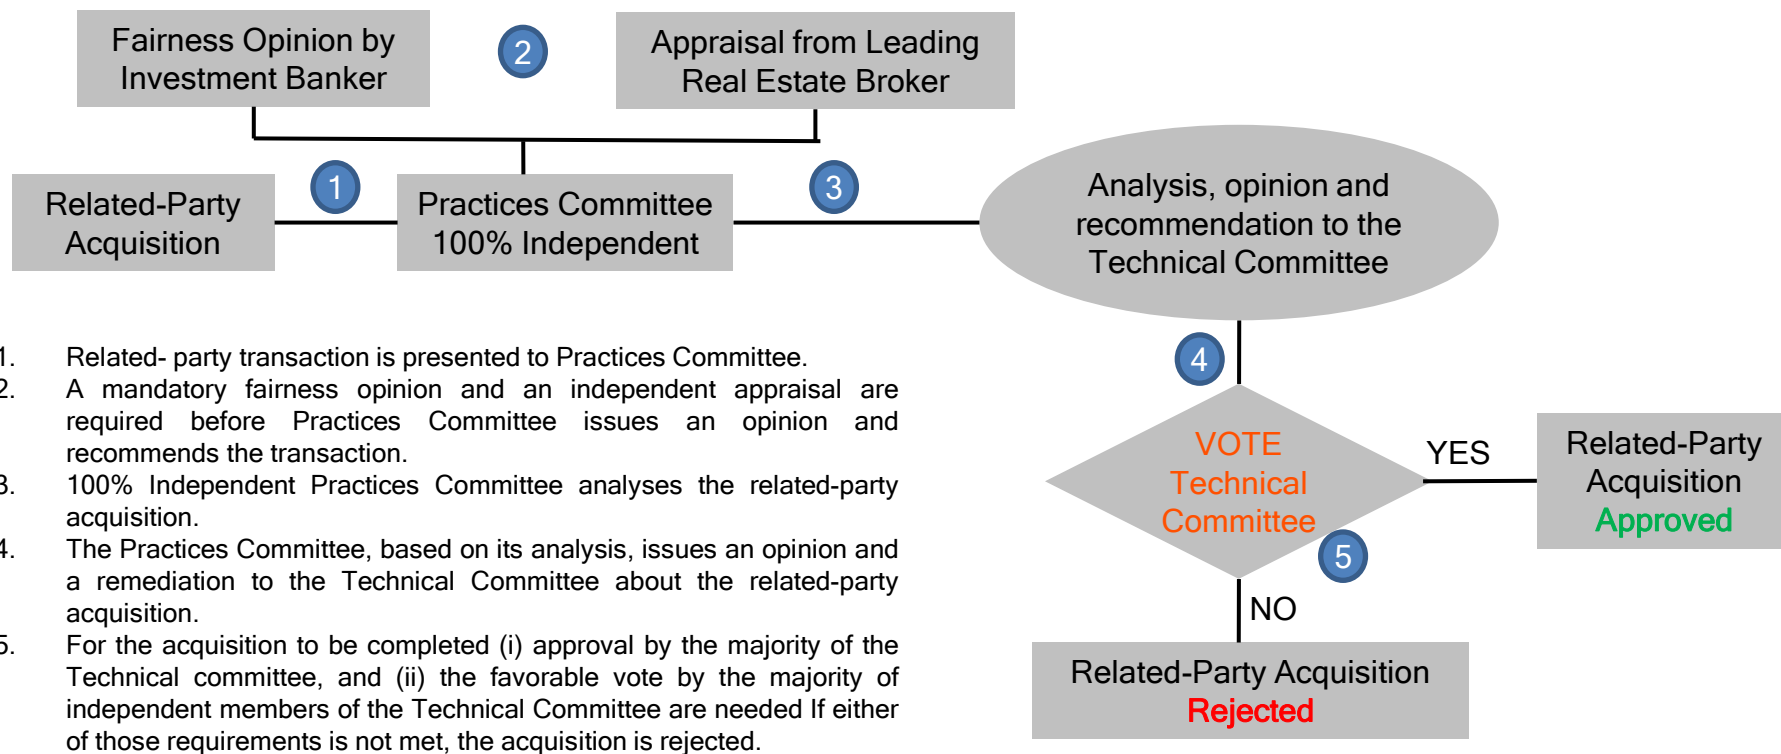 Fairness Opinion by
Investment Banker
2
Appraisal from Leading
Real Estate Broker
Related-Party
Acquisition
1
Practices Committee
100% Independent
3
Analysis, opinion and
recommendation to the
Technical Committee
1. Related- party transaction is presented to Practices Committee.
2. A mandatory fairness opinion and an independent appraisal are
required before Practices Committee issues an opinion and
recommends the transaction.
3. 100% Independent Practices Committee analyses the related-party
acquisition.
4. The Practices Committee, based on its analysis, issues an opinion and
a remediation to the Technical Committee about the related-party
acquisition.
5. For the acquisition to be completed (i) approval by the majority of the
Technical committee, and (ii) the favorable vote by the majority of
independent members of the Technical Committee are needed If either
of those requirements is not met, the acquisition is rejected.
4
VOTE
Technical
Committee
YES
Related-Party
Acquisition
Approved
5
NO
Related-Party Acquisition
Rejected